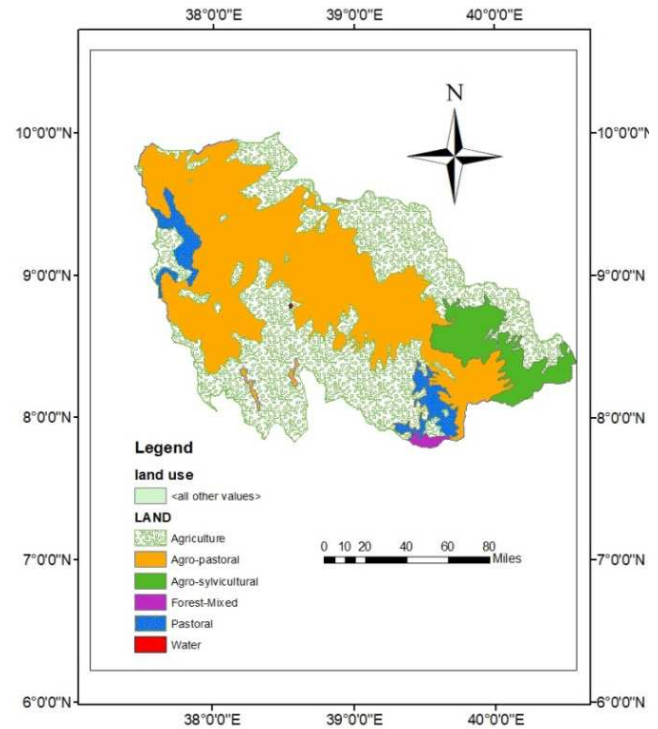 38°0'0"E 39°0'0"E 40°0'0"E
N
10°0'0"N 10°0'0"N
9°0'0"N 9°0'0"N
8°0'0"N 8°0'0"N
Legend
land use
<all other values>
LAND
Agriculture
Agro-pastoral
Agro-sylvicultural
Forest-Mixed
Pastoral
Water
0 10 20 40 60 80
Miles
7°0'0"N 7°0'0"N
6°0'0"N 6°0'0"N
38°0'0"E 39°0'0"E 40°0'0"E